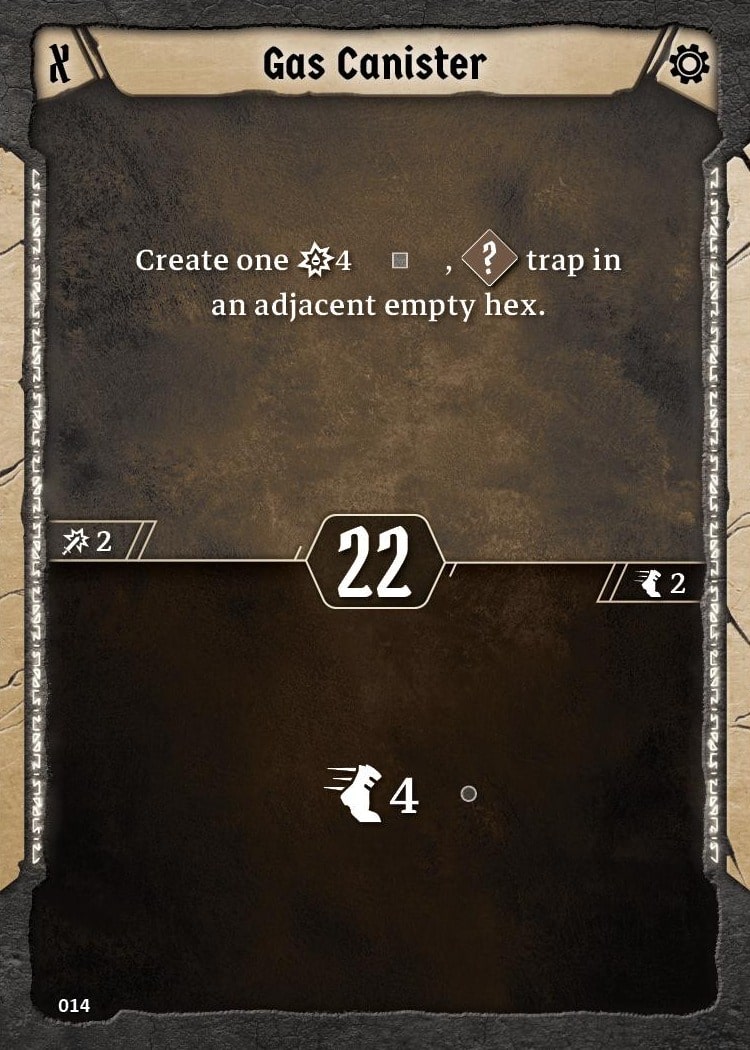 א
Gas Canister
Create one 4 , ? trap in
an adjacent empty hex.
2
22
2
4
014